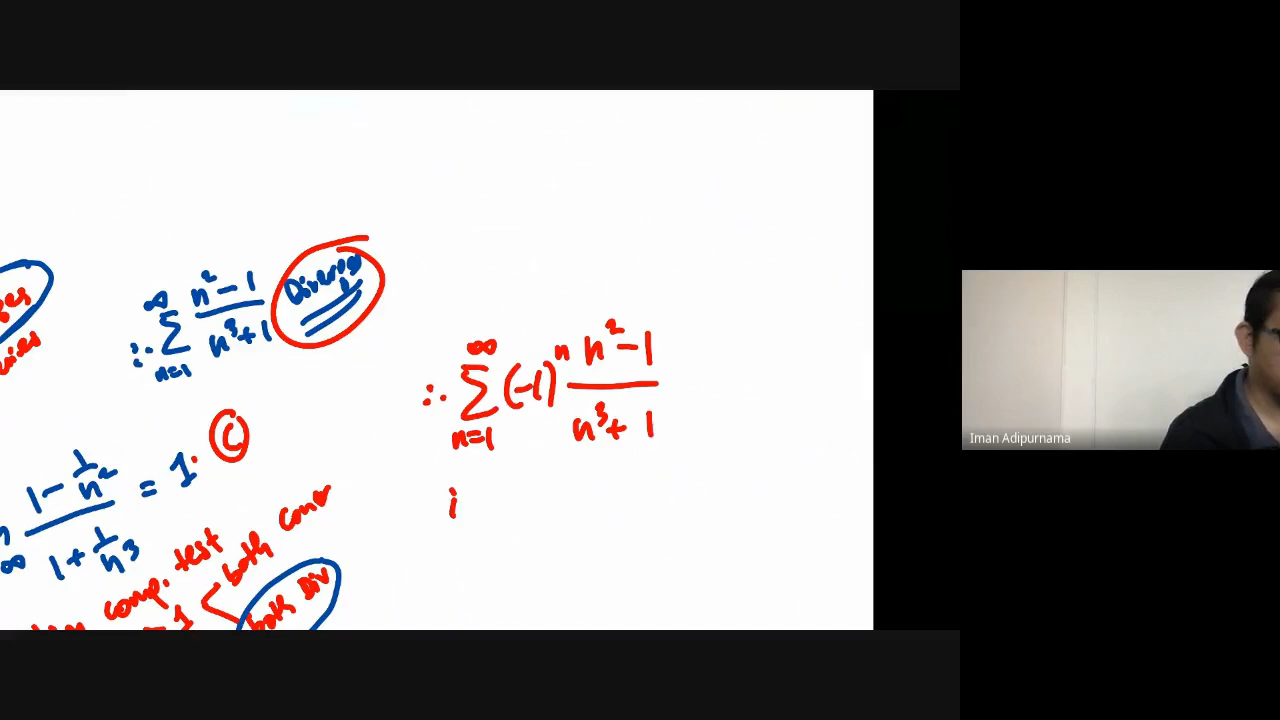 ∴ ∑_{n=1}^{∞} (n²-1)/(n³+1) Diverges
∴ ∑_{n=1}^{∞} (-1)ⁿ (n²-1)/(n³+1)
(1 - 1/n²)/(1 + 1/n³) = 1. C
i
comp. test
both conv
both Div
Iman Adipurnama